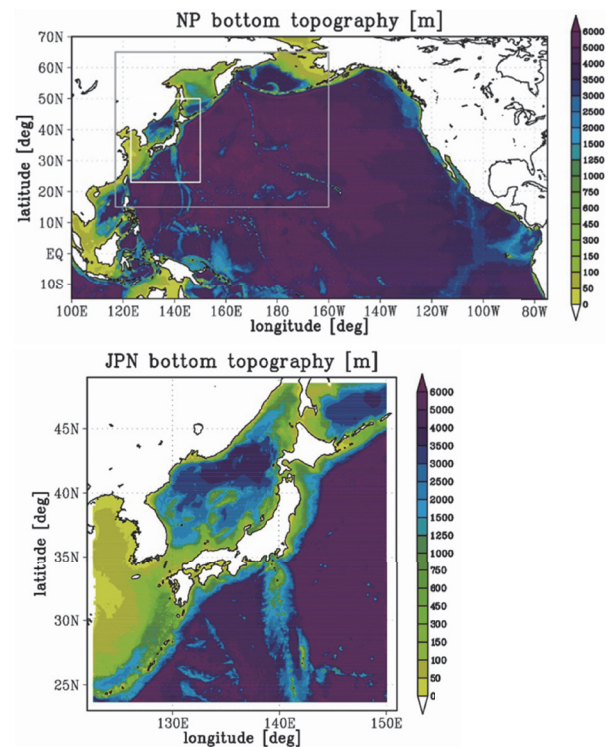 NP bottom topography [m]
70N
60N
50N
40N
30N
20N
10N
EQ
10S
latitude [deg]
100E 120E 140E 160E 180 160W 140W 120W 100W 80W
longitude [deg]
6000
5000
4000
3500
3000
2500
2000
1500
1250
1000
750
600
450
300
150
100
50
0
JPN bottom topography [m]
45N
40N
35N
30N
25N
latitude [deg]
130E 140E 150E
longitude [deg]
6000
5000
4000
3500
3000
2500
2000
1500
1250
1000
750
600
450
300
150
100
50
0